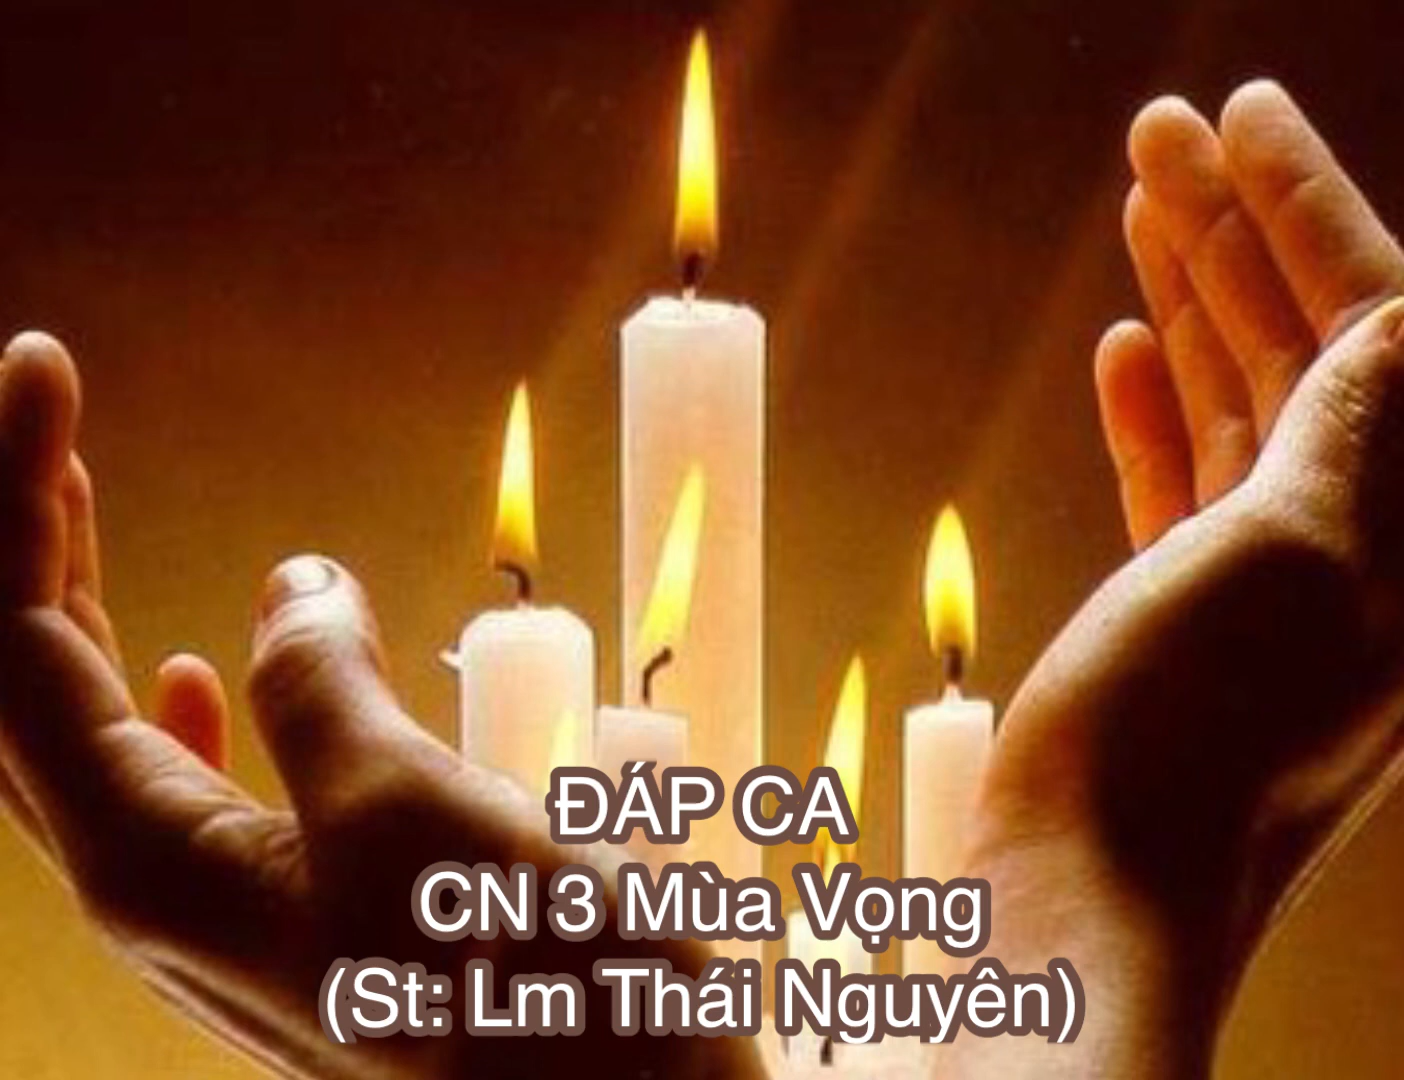 ĐÁP CA
CN 3 Mùa Vọng
(St: Lm Thái Nguyên)